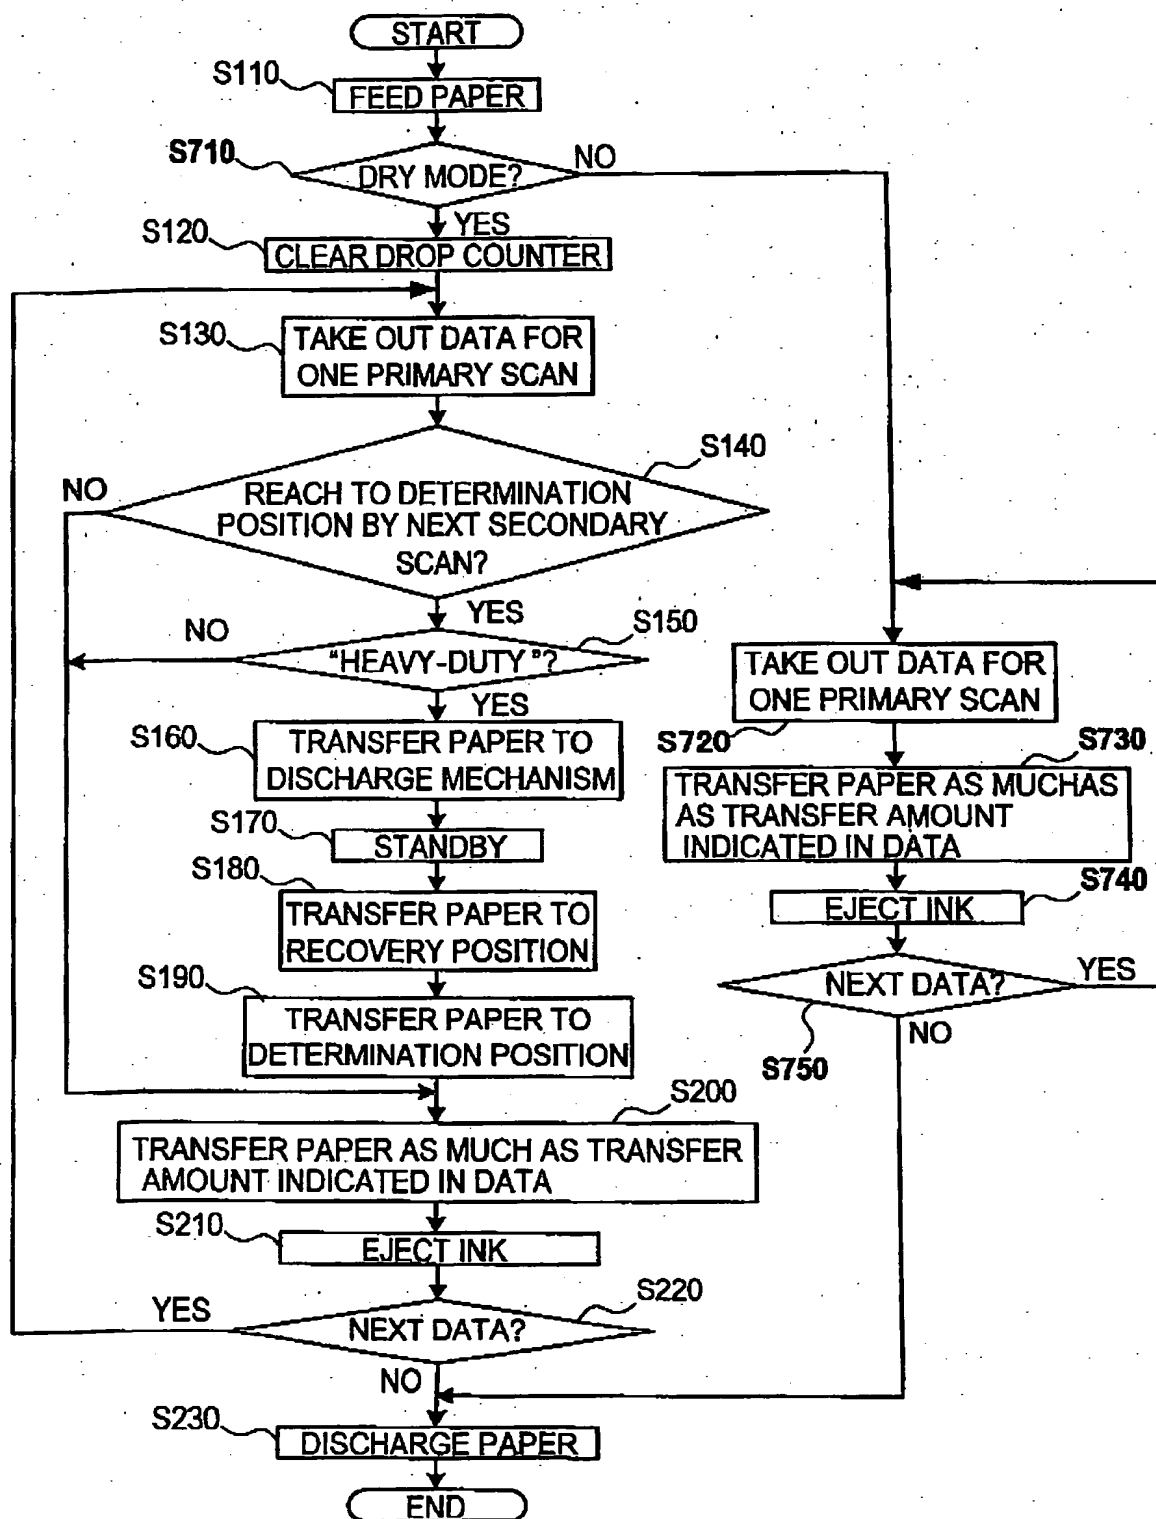 START
S110
FEED PAPER
S710
DRY MODE?
NO
YES
S120
CLEAR DROP COUNTER
S130
TAKE OUT DATA FOR
ONE PRIMARY SCAN
S140
NO
REACH TO DETERMINATION
POSITION BY NEXT SECONDARY
SCAN?
YES
S150
NO
"HEAVY-DUTY"?
YES
S160
TRANSFER PAPER TO
DISCHARGE MECHANISM
S170
STANDBY
S180
TRANSFER PAPER TO
RECOVERY POSITION
S190
TRANSFER PAPER TO
DETERMINATION POSITION
S200
TRANSFER PAPER AS MUCH AS TRANSFER
AMOUNT INDICATED IN DATA
S210
EJECT INK
S220
YES
NEXT DATA?
NO
S230
DISCHARGE PAPER
END
TAKE OUT DATA FOR
ONE PRIMARY SCAN
S720
S730
TRANSFER PAPER AS MUCHAS
AS TRANSFER AMOUNT
INDICATED IN DATA
S740
EJECT INK
NEXT DATA?
YES
NO
S750